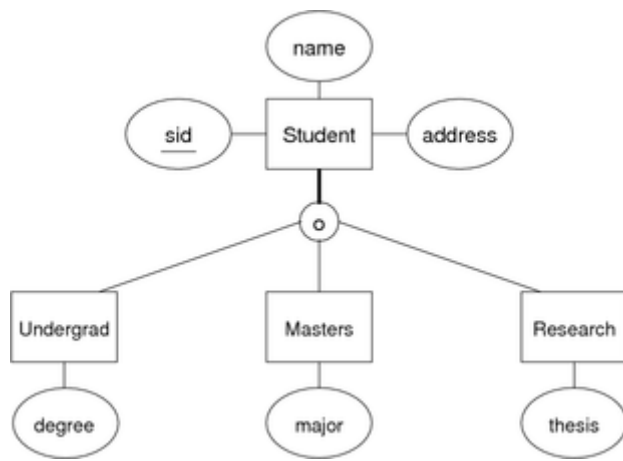 name
sid
Student
address
o
Undergrad
Masters
Research
degree
major
thesis